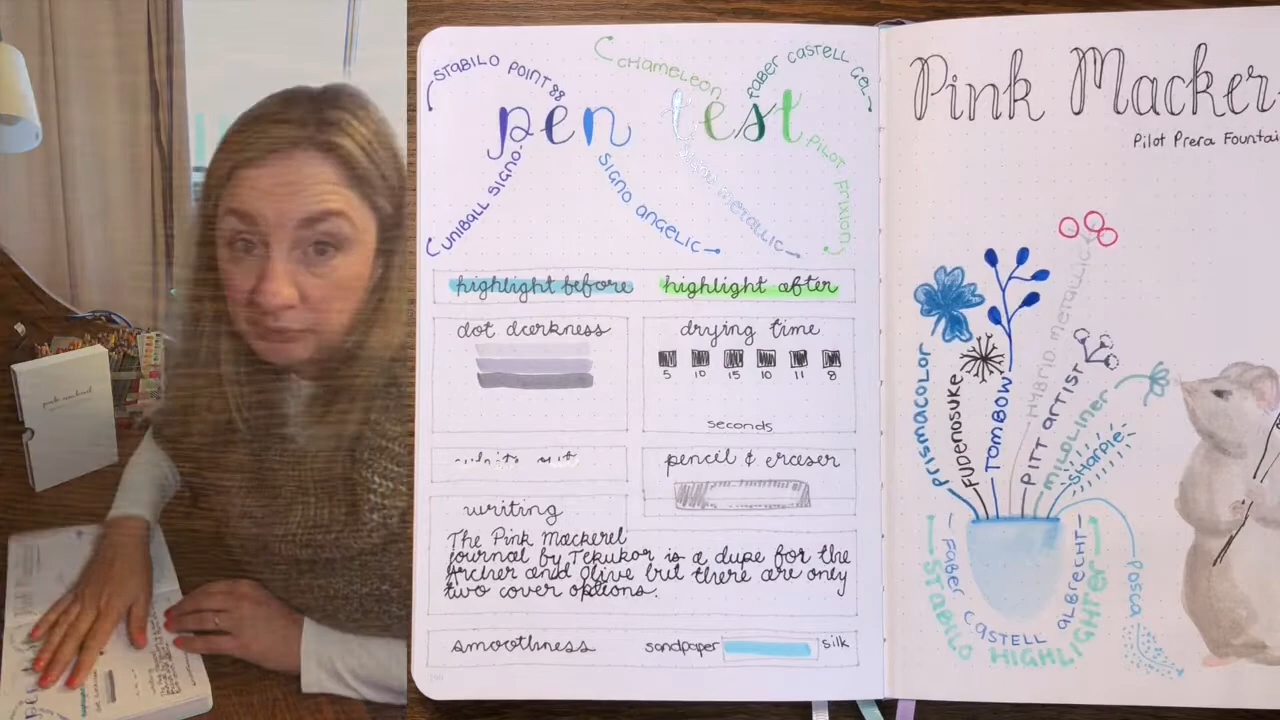 STABILO POINT 88
CHAMELEON
FABER CASTELL GEL
pen test
UNIBALL SIGNO
SIGNO ANGELIC
METALLIC
PILOT FRIXION
highlight before
highlight after
dot darkness
drying time
5 10 15 10 11 8
seconds
pencil & eraser
writing
The Pink Mackerel
journal by Tekukor is a dupe for the
Archer and Olive but there are only
two cover options.
smoothness
sandpaper
silk
Pink Macker
Pilot Prera Fountai
PRISMACOLOR
FUDENOSUKE
TOMBOW
HYBRID METALLIC
PITT ARTIST
MILDLINER
SHARPIE
FABER CASTELL ALBRECHT
STABILO HIGHLIGHTER
POSCA
pink mackerel